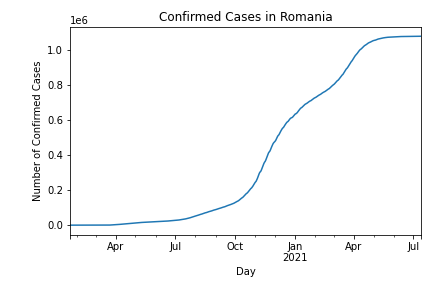 Confirmed Cases in Romania
1e6
Number of Confirmed Cases
1.0
0.8
0.6
0.4
0.2
0.0
Apr Jul Oct Jan Apr Jul
2021
Day